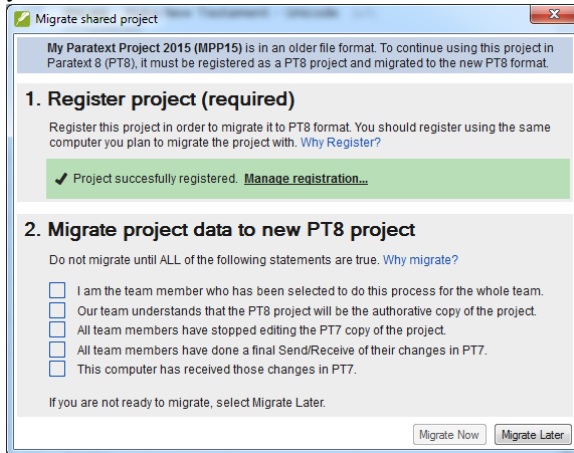 Migrate shared project
My Paratext Project 2015 (MPP15) is in an older file format. To continue using this project in
Paratext 8 (PT8), it must be registered as a PT8 project and migrated to the new PT8 format.
1. Register project (required)
Register this project in order to migrate it to PT8 format. You should register using the same
computer you plan to migrate the project with. Why Register?
✔ Project succesfully registered. Manage registration...
2. Migrate project data to new PT8 project
Do not migrate until ALL of the following statements are true. Why migrate?
I am the team member who has been selected to do this process for the whole team.
Our team understands that the PT8 project will be the authorative copy of the project.
All team members have stopped editing the PT7 copy of the project.
All team members have done a final Send/Receive of their changes in PT7.
This computer has received those changes in PT7.
If you are not ready to migrate, select Migrate Later.
Migrate Now Migrate Later